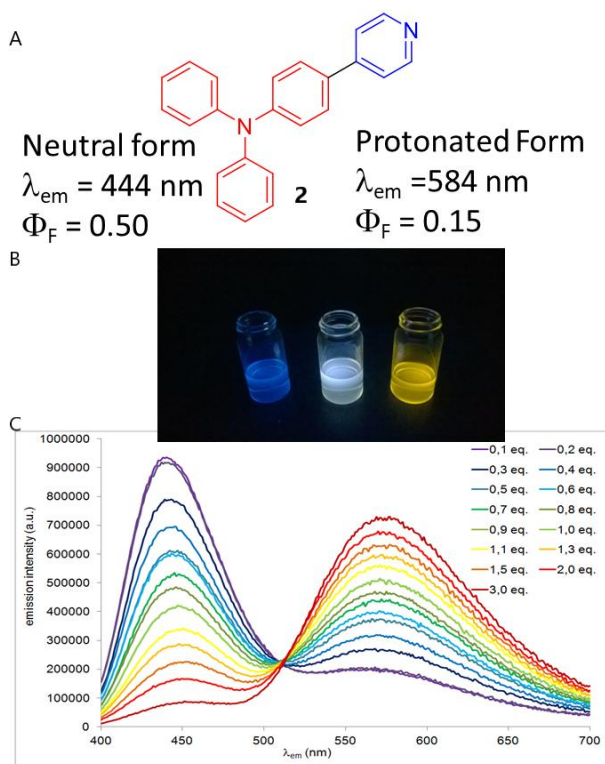 A
N
N
2
Neutral form
λem = 444 nm
ΦF = 0.50
Protonated Form
λem =584 nm
ΦF = 0.15
B
C
emission intensity (a.u.)
1000000
900000
800000
700000
600000
500000
400000
300000
200000
100000
0
0,1 eq. 0,2 eq.
0,3 eq. 0,4 eq.
0,5 eq. 0,6 eq.
0,7 eq. 0,8 eq.
0,9 eq. 1,0 eq.
1,1 eq. 1,3 eq.
1,5 eq. 2,0 eq.
3,0 eq.
400 450 500 550 600 650 700
λem (nm)